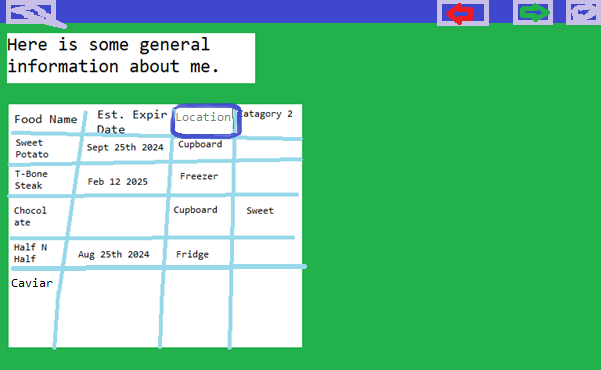 Here is some general
information about me.
Food Name Est. Expir Date Location Catagory 2
Sweet Potato Sept 25th 2024 Cupboard
T-Bone Steak Feb 12 2025 Freezer
Chocol ate Cupboard Sweet
Half N Half Aug 25th 2024 Fridge
Caviar